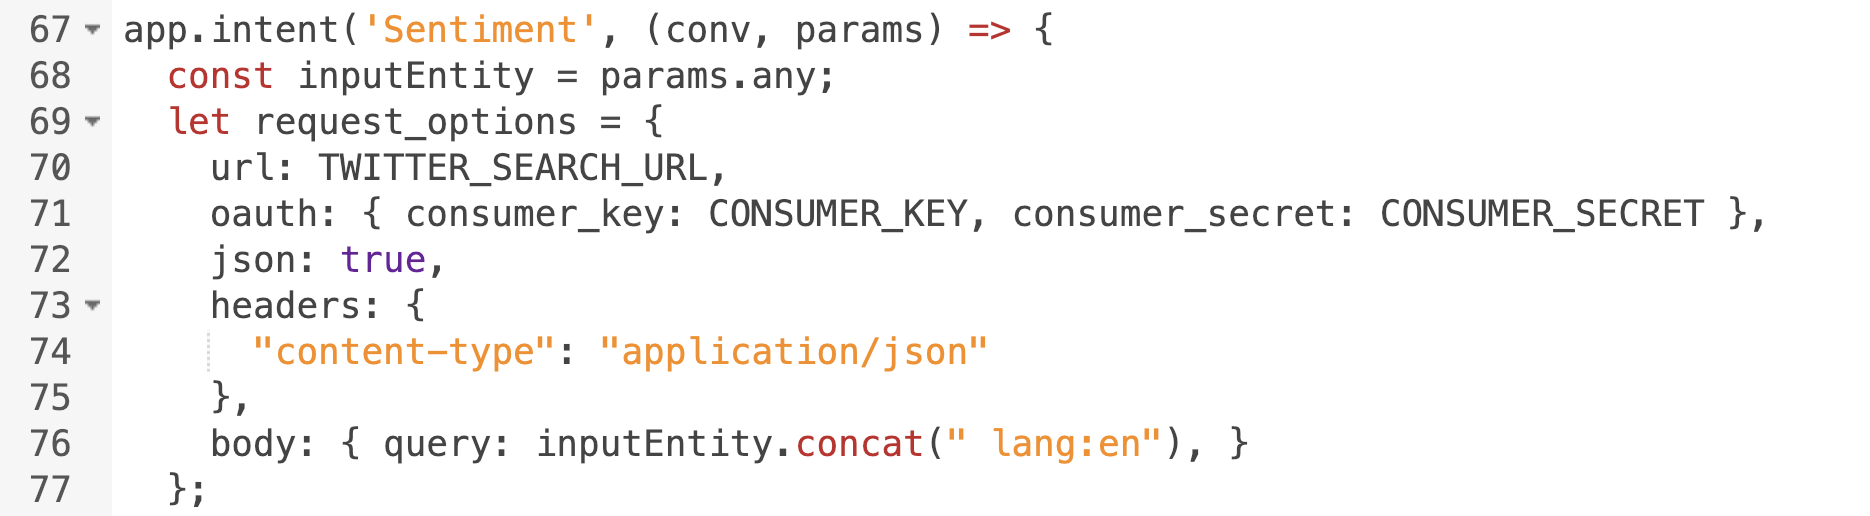 67 app.intent('Sentiment', (conv, params) => {
68 const inputEntity = params.any;
69 let request_options = {
70 url: TWITTER_SEARCH_URL,
71 oauth: { consumer_key: CONSUMER_KEY, consumer_secret: CONSUMER_SECRET },
72 json: true,
73 headers: {
74 "content-type": "application/json"
75 },
76 body: { query: inputEntity.concat(" lang:en"), }
77 };